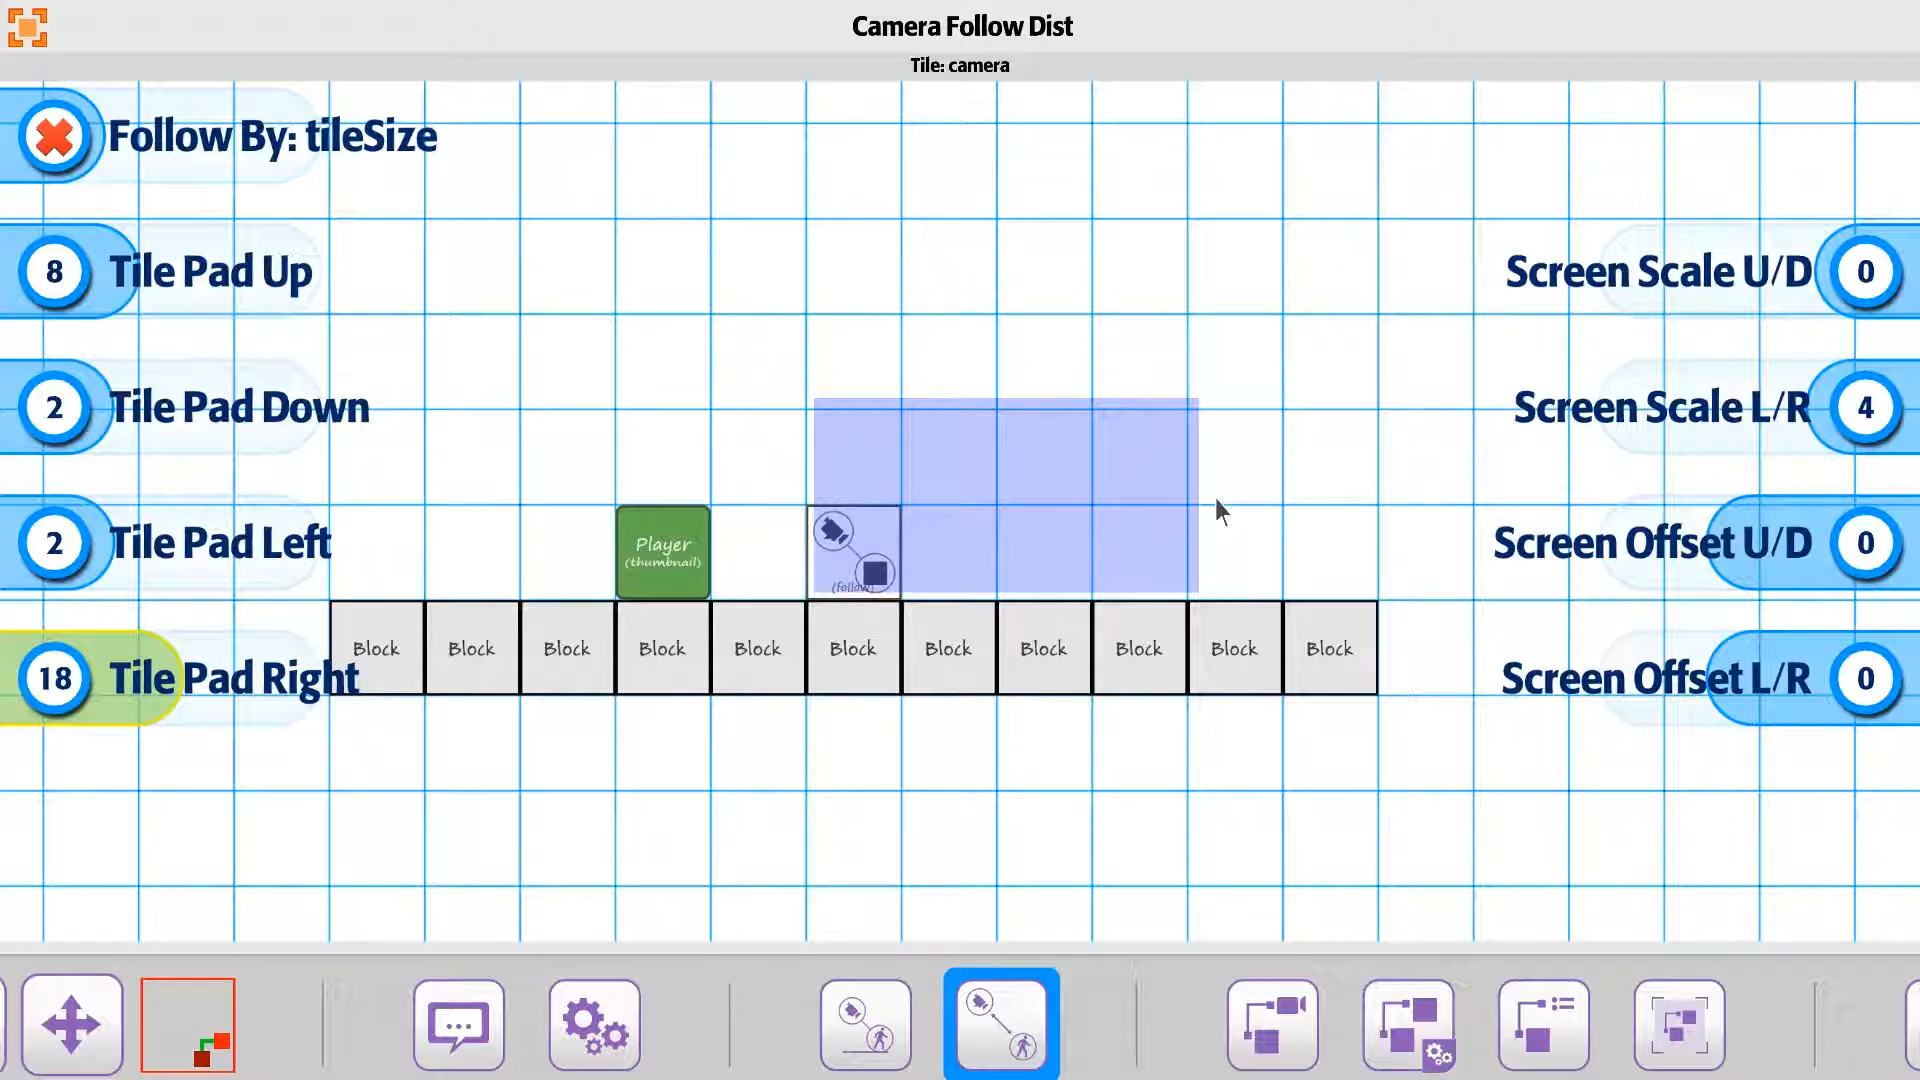 Camera Follow Dist
Tile: camera
Follow By: tileSize
8 Tile Pad Up
Screen Scale U/D 0
2 Tile Pad Down
Screen Scale L/R 4
2 Tile Pad Left
Player
(thumbnail)
(follow)
Screen Offset U/D 0
18 Tile Pad Right
Block Block Block Block Block Block Block Block Block Block Block
Screen Offset L/R 0